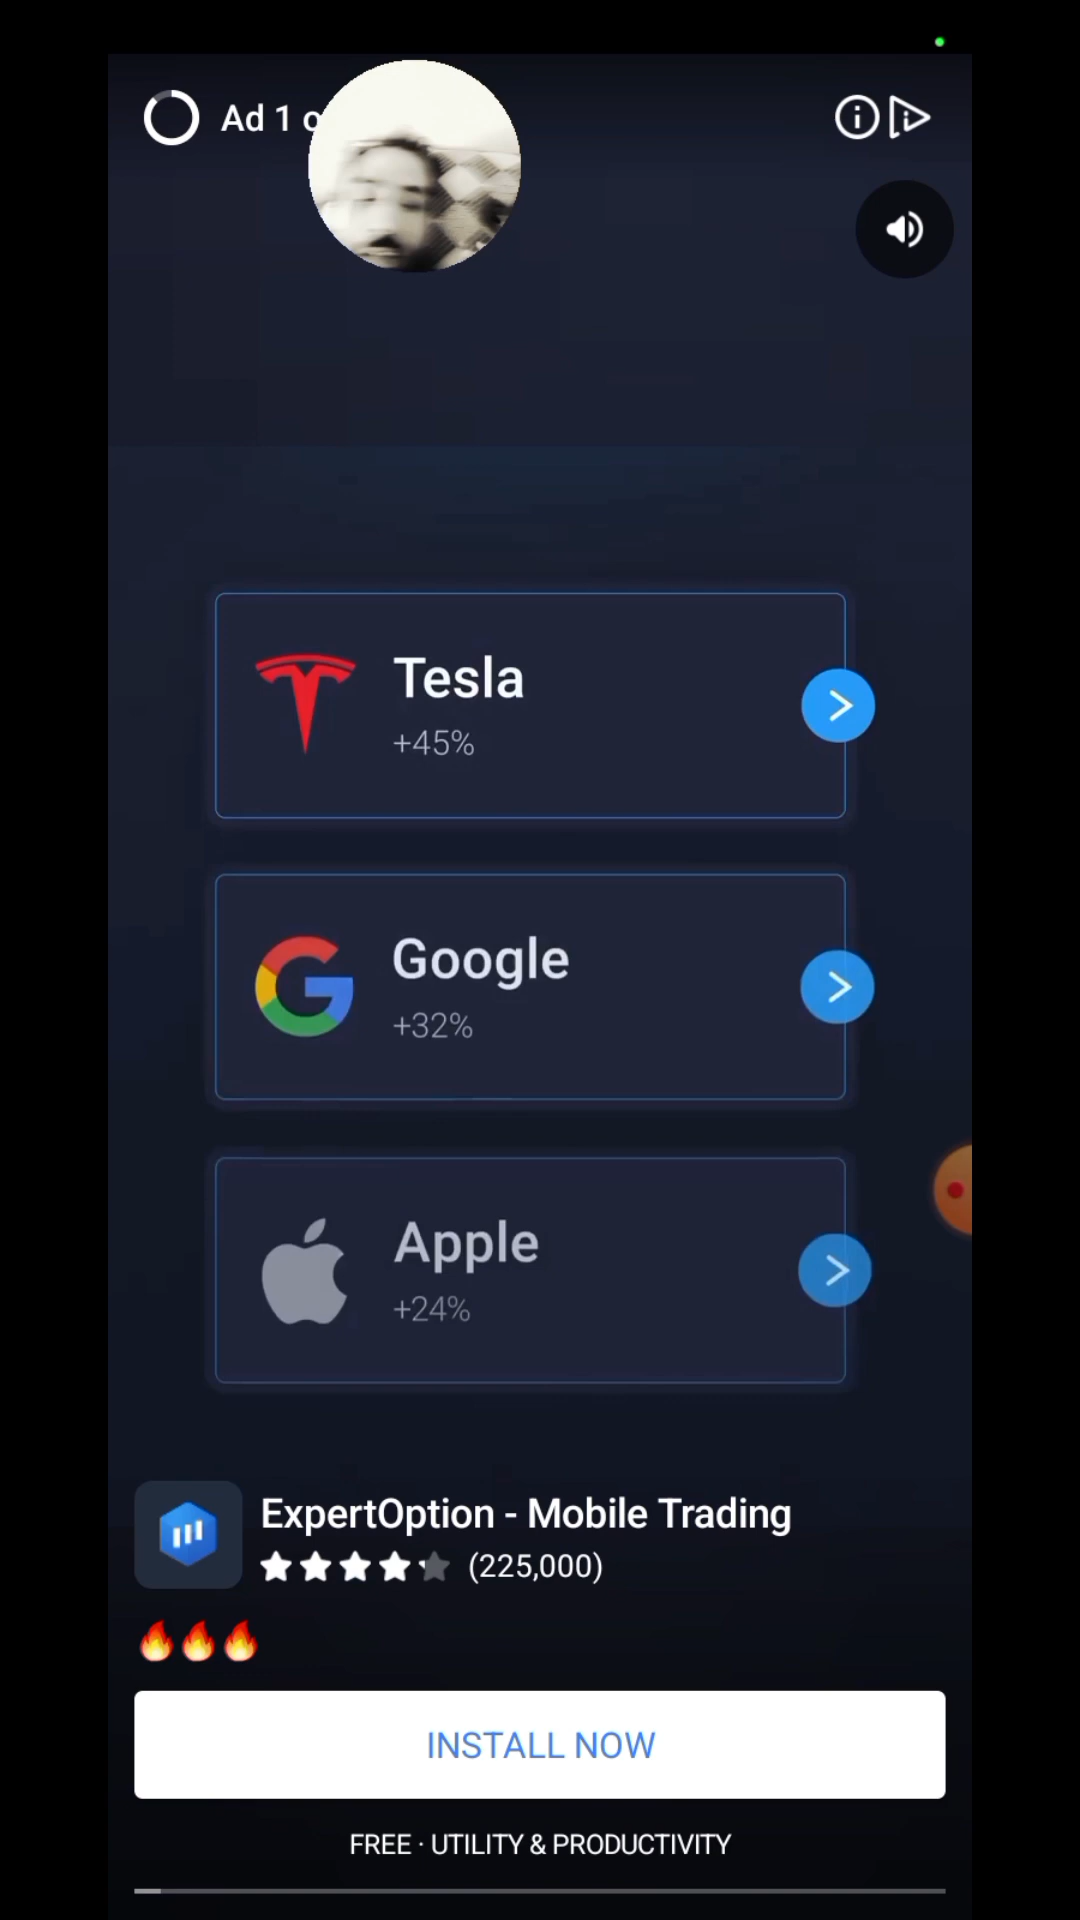 Ad 1 o
Tesla
+45%
Google
+32%
Apple
+24%
ExpertOption - Mobile Trading
(225,000)
🔥🔥🔥
INSTALL NOW
FREE · UTILITY & PRODUCTIVITY